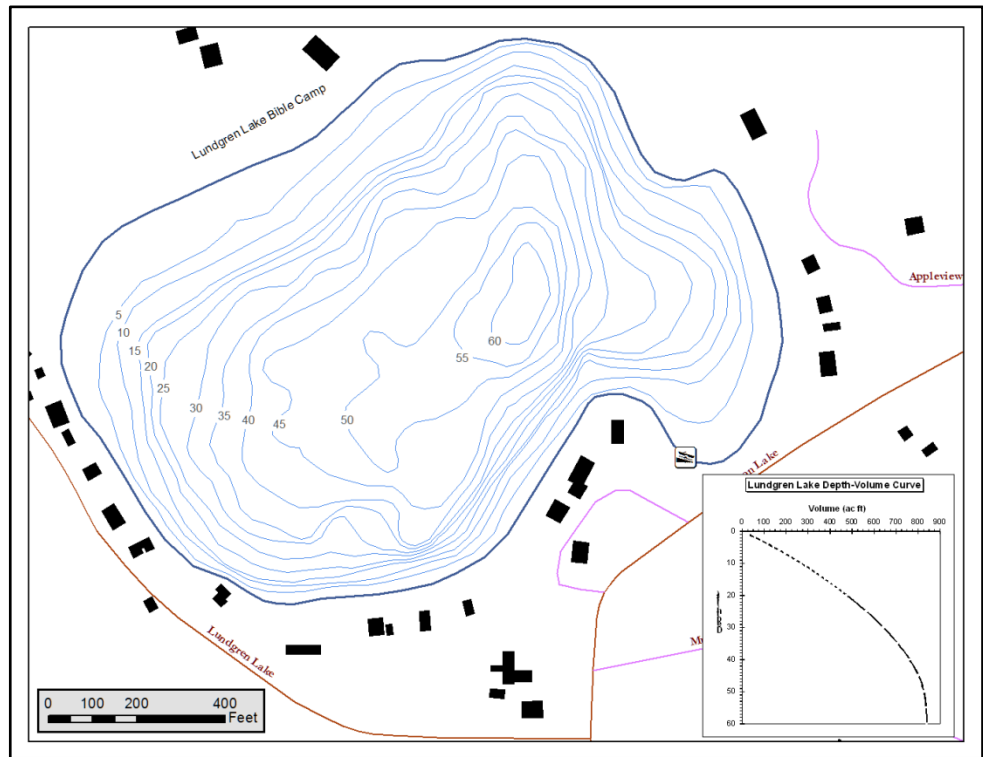 Lundgren Lake Bible Camp
Appleview
5
10
15
20
25
30
35
40
45
50
55
60
Lake
Lundgren Lake
0 100 200 400
Feet
Lundgren Lake Depth-Volume Curve
Volume (ac ft)
0 100 200 300 400 500 600 700 800 900
0
10
20
30
40
50
60